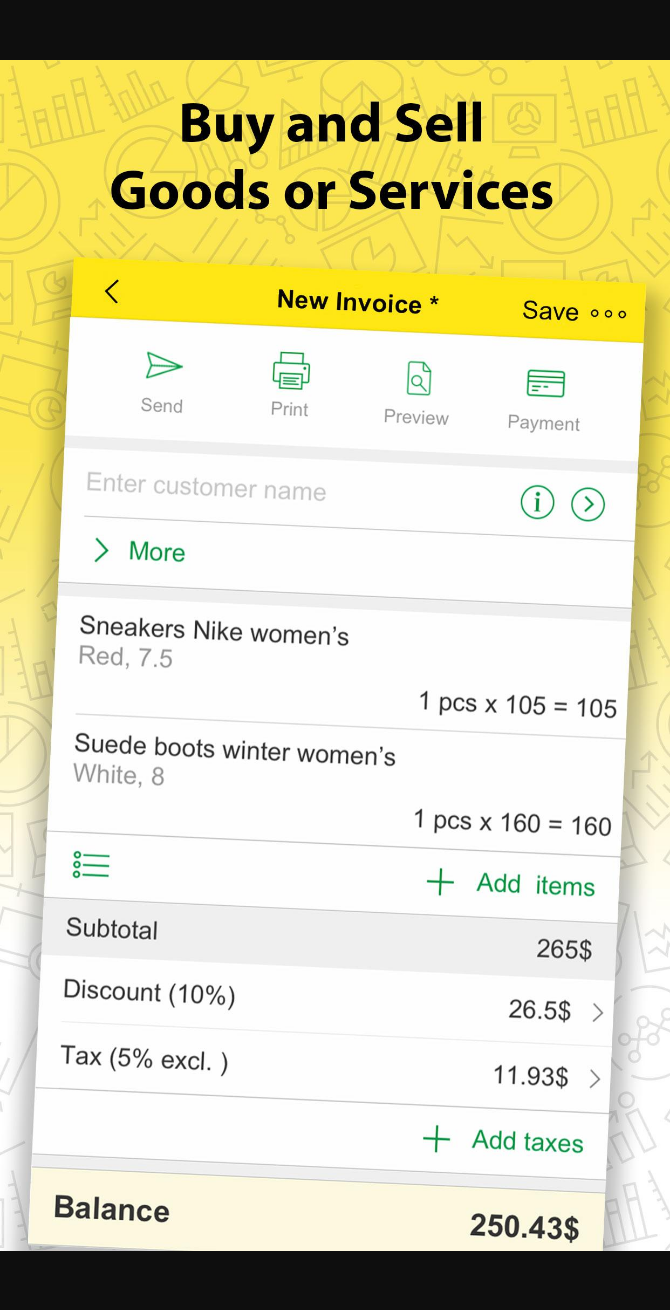 Buy and Sell
Goods or Services
New Invoice *
Save
Send
Print
Preview
Payment
Enter customer name
More
Sneakers Nike women’s
Red, 7.5
1 pcs x 105 = 105
Suede boots winter women’s
White, 8
1 pcs x 160 = 160
Add items
Subtotal
265$
Discount (10%)
26.5$
Tax (5% excl. )
11.93$
Add taxes
Balance
250.43$